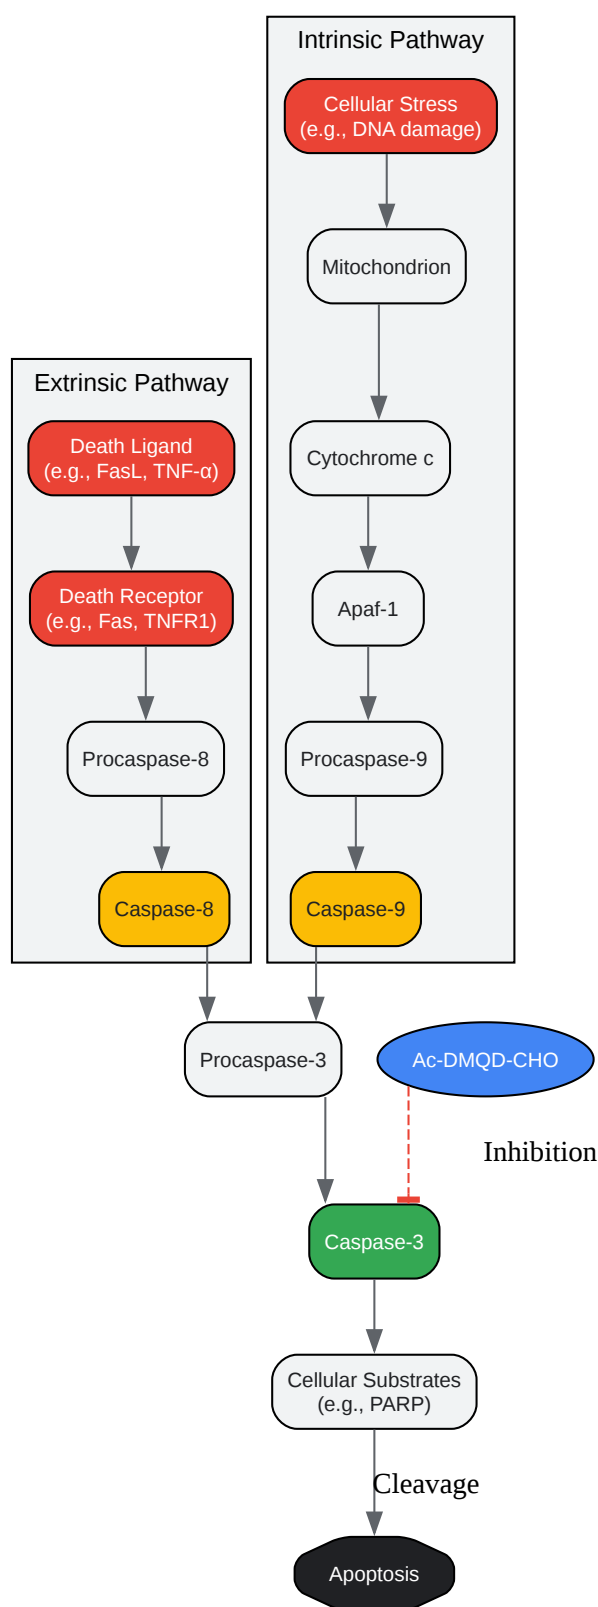 Intrinsic Pathway
Cellular Stress
(e.g., DNA damage)
Mitochondrion
Extrinsic Pathway
Death Ligand
(e.g., FasL, TNF-α)
Cytochrome c
Death Receptor
(e.g., Fas, TNFR1)
Apaf-1
Procaspase-8
Procaspase-9
Caspase-8
Caspase-9
Procaspase-3
Ac-DMQD-CHO
Inhibition
Caspase-3
Cellular Substrates
(e.g., PARP)
Cleavage
Apoptosis